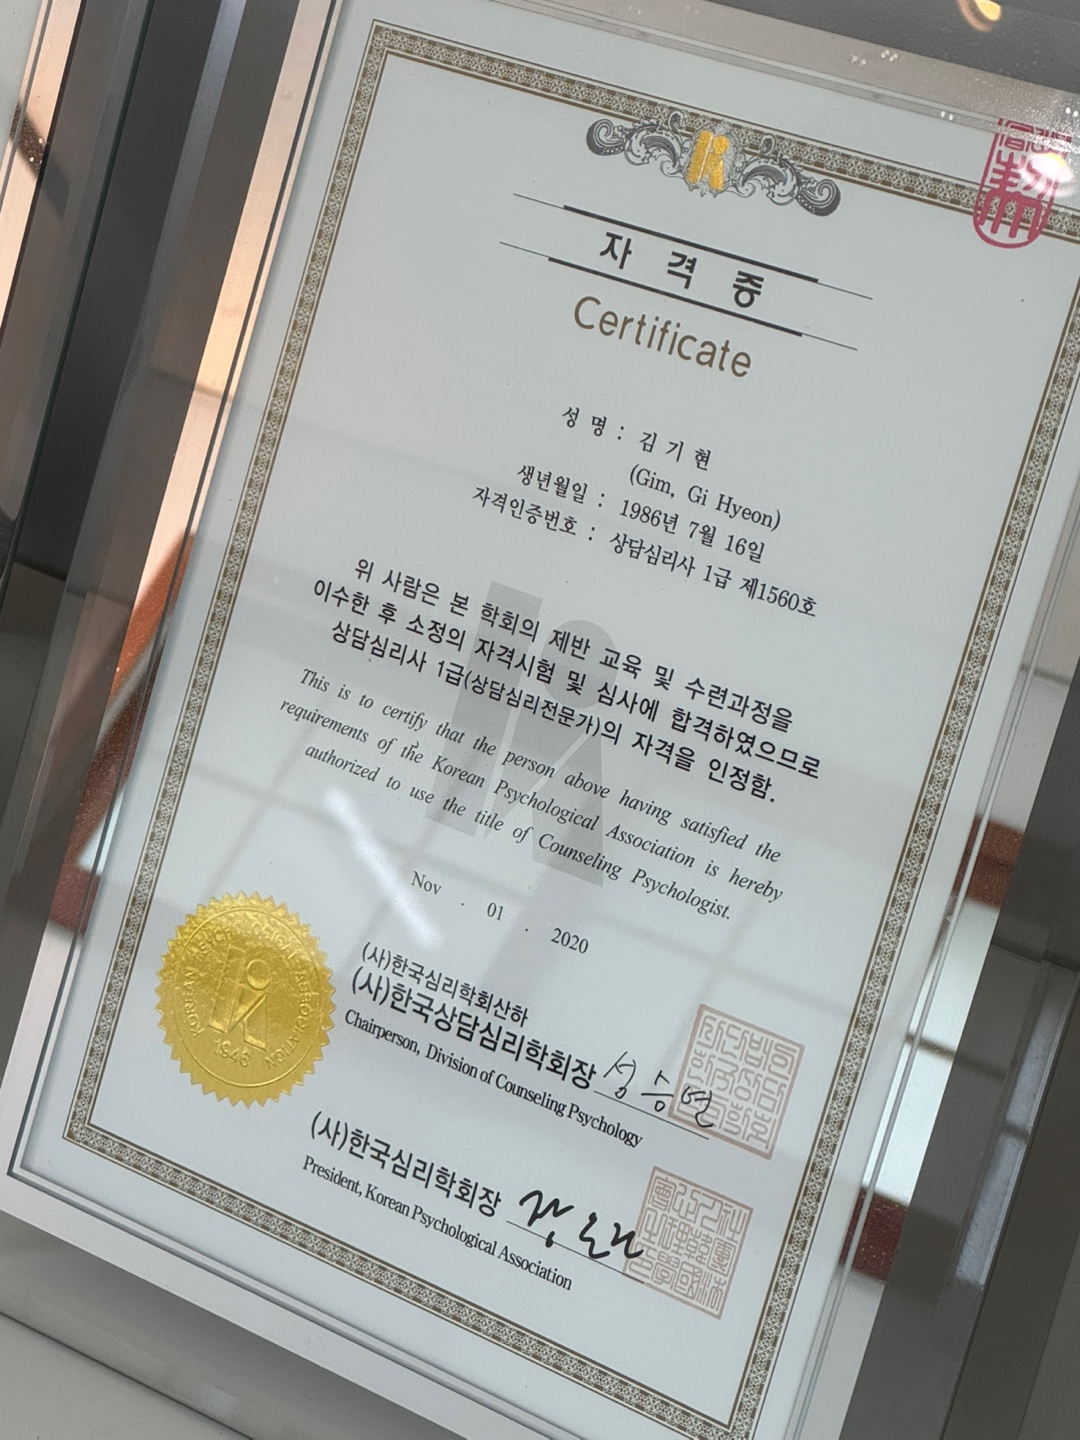 자 격 증
Certificate
성 명 : 김 기 현
(Gim, Gi Hyeon)
생년월일 : 1986년 7월 16일
자격인증번호 : 상담심리사 1급 제1560호
위 사람은 본 학회의 제반 교육 및 수련과정을
이수한 후 소정의 자격시험 및 심사에 합격하였으므로
상담심리사 1급(상담심리전문가)의 자격을 인정함.
This is to certify that the person above having satisfied the
requirements of the Korean Psychological Association is hereby
authorized to use the title of Counseling Psychologist.
Nov . 01 . 2020
(사)한국심리학회산하
(사)한국상담심리학회장
Chairperson, Division of Counseling Psychology
(사)한국심리학회장
President, Korean Psychological Association
KOREAN PSYCHOLOGICAL ASSOCIATION
1946